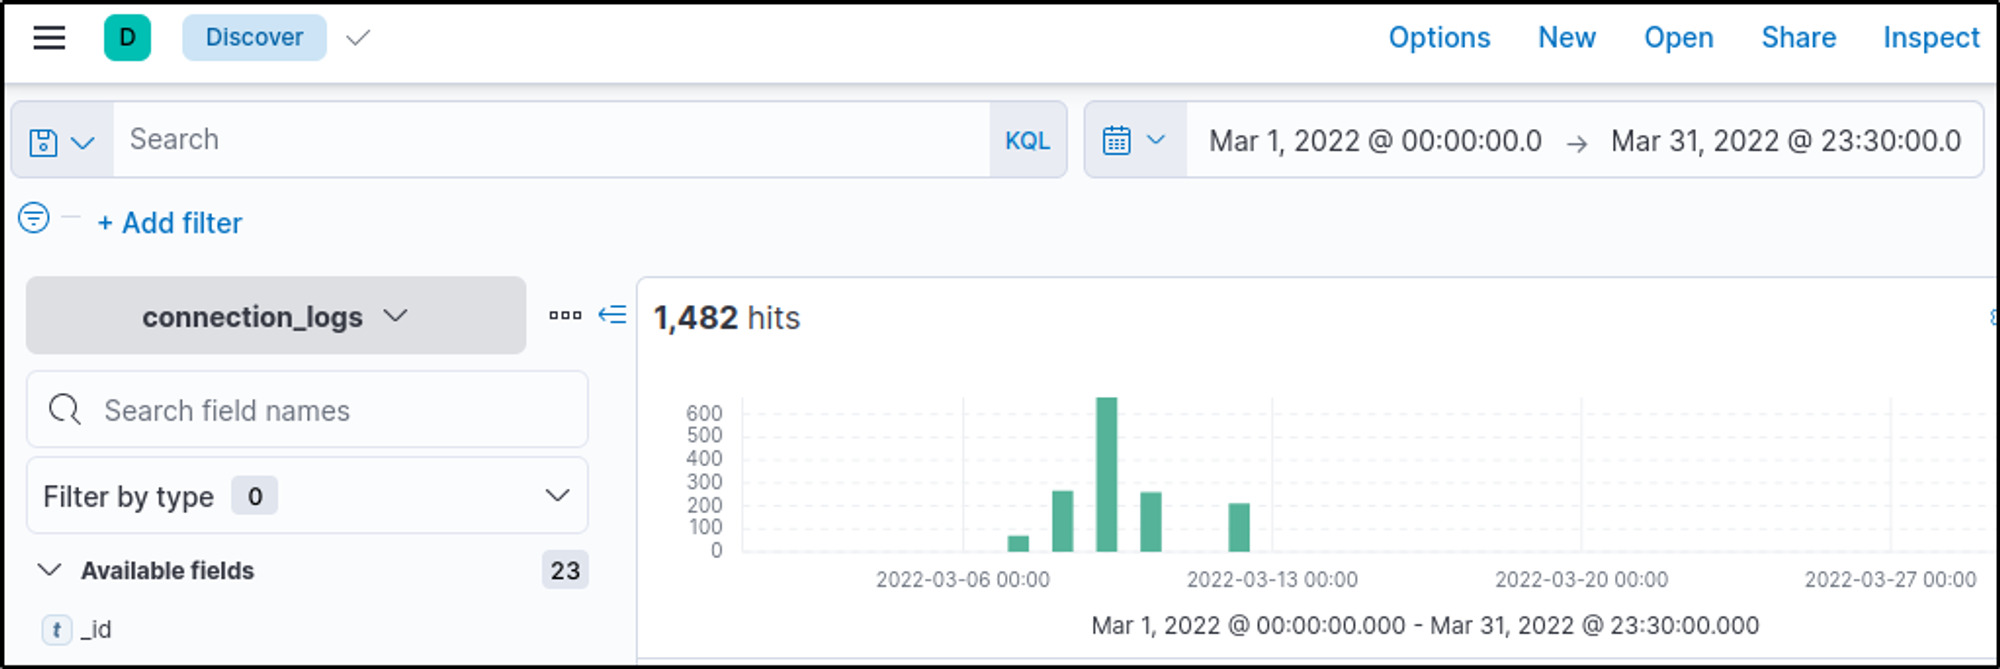 D Discover Options New Open Share Inspect
Search KQL Mar 1, 2022 @ 00:00:00.0 → Mar 31, 2022 @ 23:30:00.0
+ Add filter
connection_logs
1,482 hits
Search field names
Filter by type 0
Available fields 23
t _id
600
500
400
300
200
100
0
2022-03-06 00:00 2022-03-13 00:00 2022-03-20 00:00 2022-03-27 00:00
Mar 1, 2022 @ 00:00:00.000 - Mar 31, 2022 @ 23:30:00.000